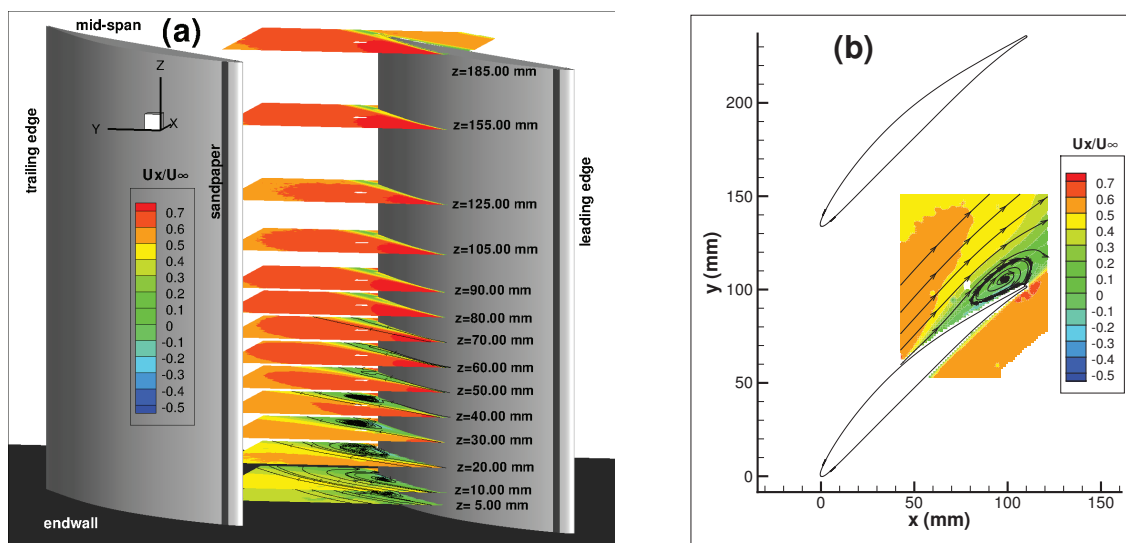 mid-span
(a)
Z
Y
X
trailing edge
sandpaper
leading edge
Ux/U∞
0.7
0.6
0.5
0.4
0.3
0.2
0.1
0
-0.1
-0.2
-0.3
-0.4
-0.5
z=185.00 mm
z=155.00 mm
z=125.00 mm
z=105.00 mm
z=90.00 mm
z=80.00 mm
z=70.00 mm
z=60.00 mm
z=50.00 mm
z=40.00 mm
z=30.00 mm
z=20.00 mm
z=10.00 mm
z= 5.00 mm
endwall
(b)
y (mm)
200
150
100
50
0
0
50
100
150
x (mm)
Ux/U∞
0.7
0.6
0.5
0.4
0.3
0.2
0.1
0
-0.1
-0.2
-0.3
-0.4
-0.5